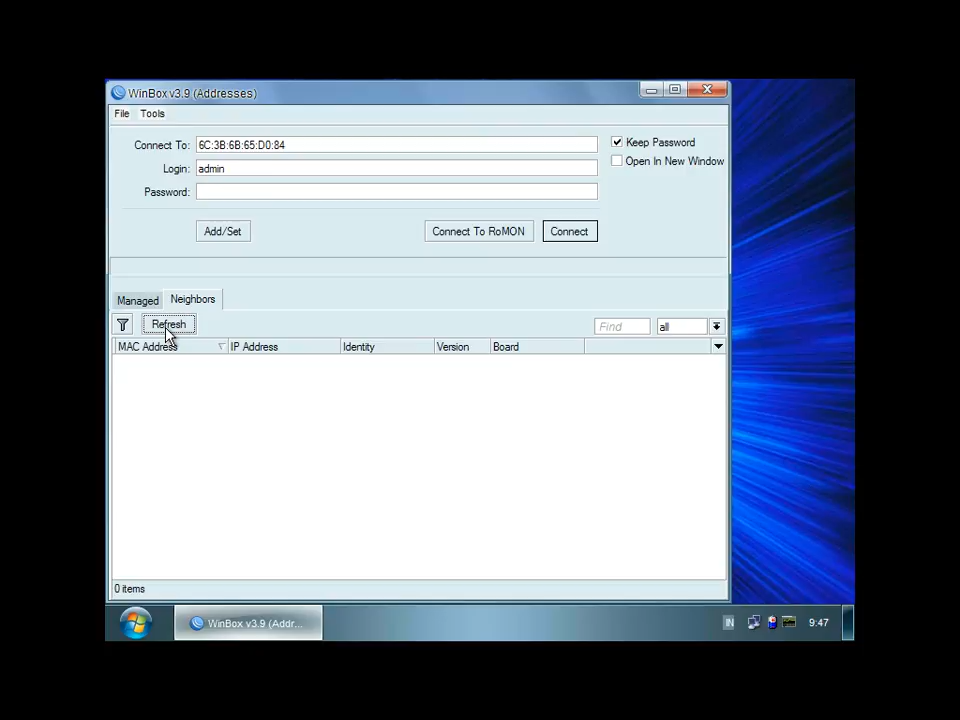 WinBox v3.9 (Addresses)
File Tools
Connect To: 6C:3B:6B:65:D0:84
Keep Password
Open In New Window
Login: admin
Password:
Add/Set
Connect To RoMON
Connect
Managed
Neighbors
Refresh
Find
all
MAC Address IP Address Identity Version Board
0 items
WinBox v3.9 (Addr...
IN
9:47